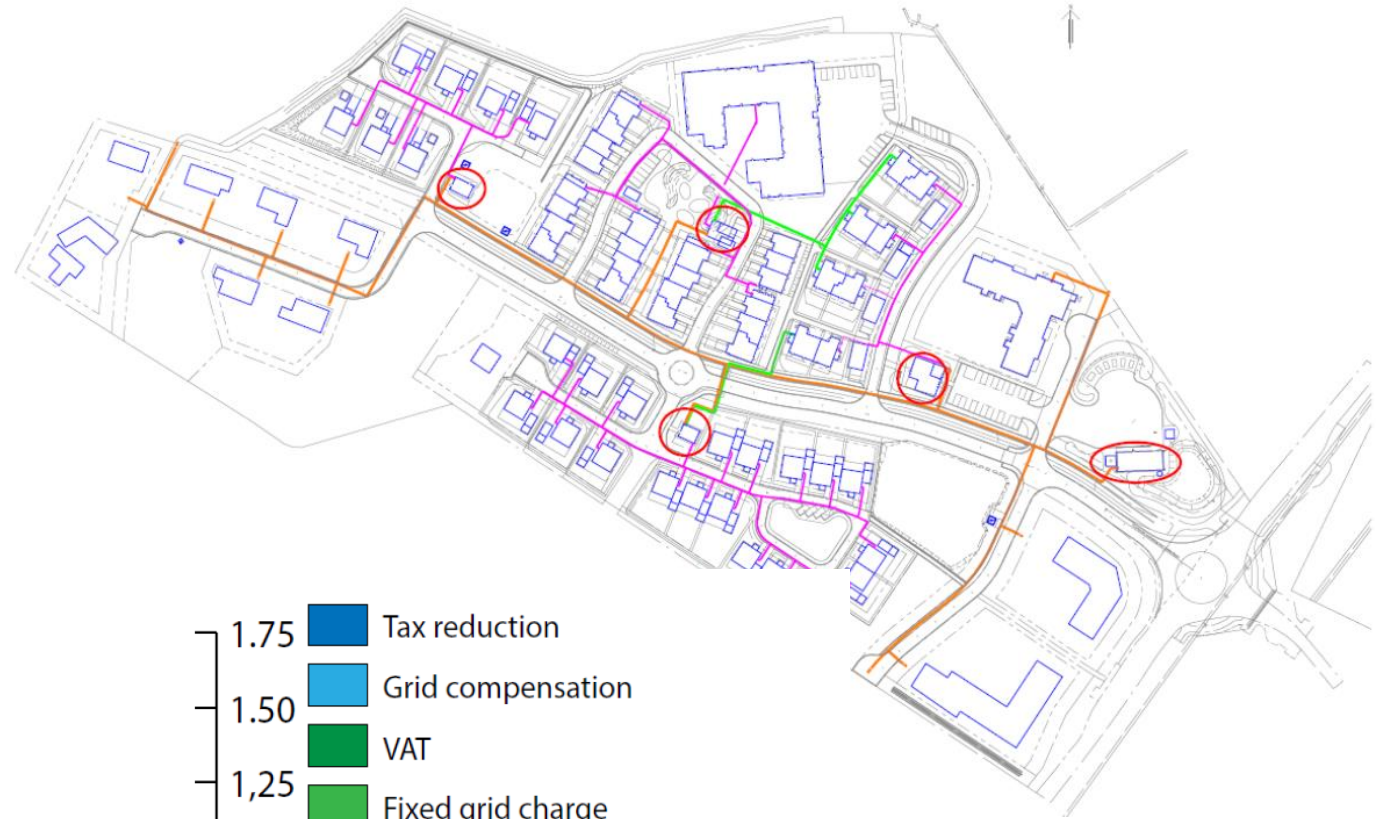 1.75
Tax reduction
1.50
Grid compensation
VAT
1,25
Fixed grid charge